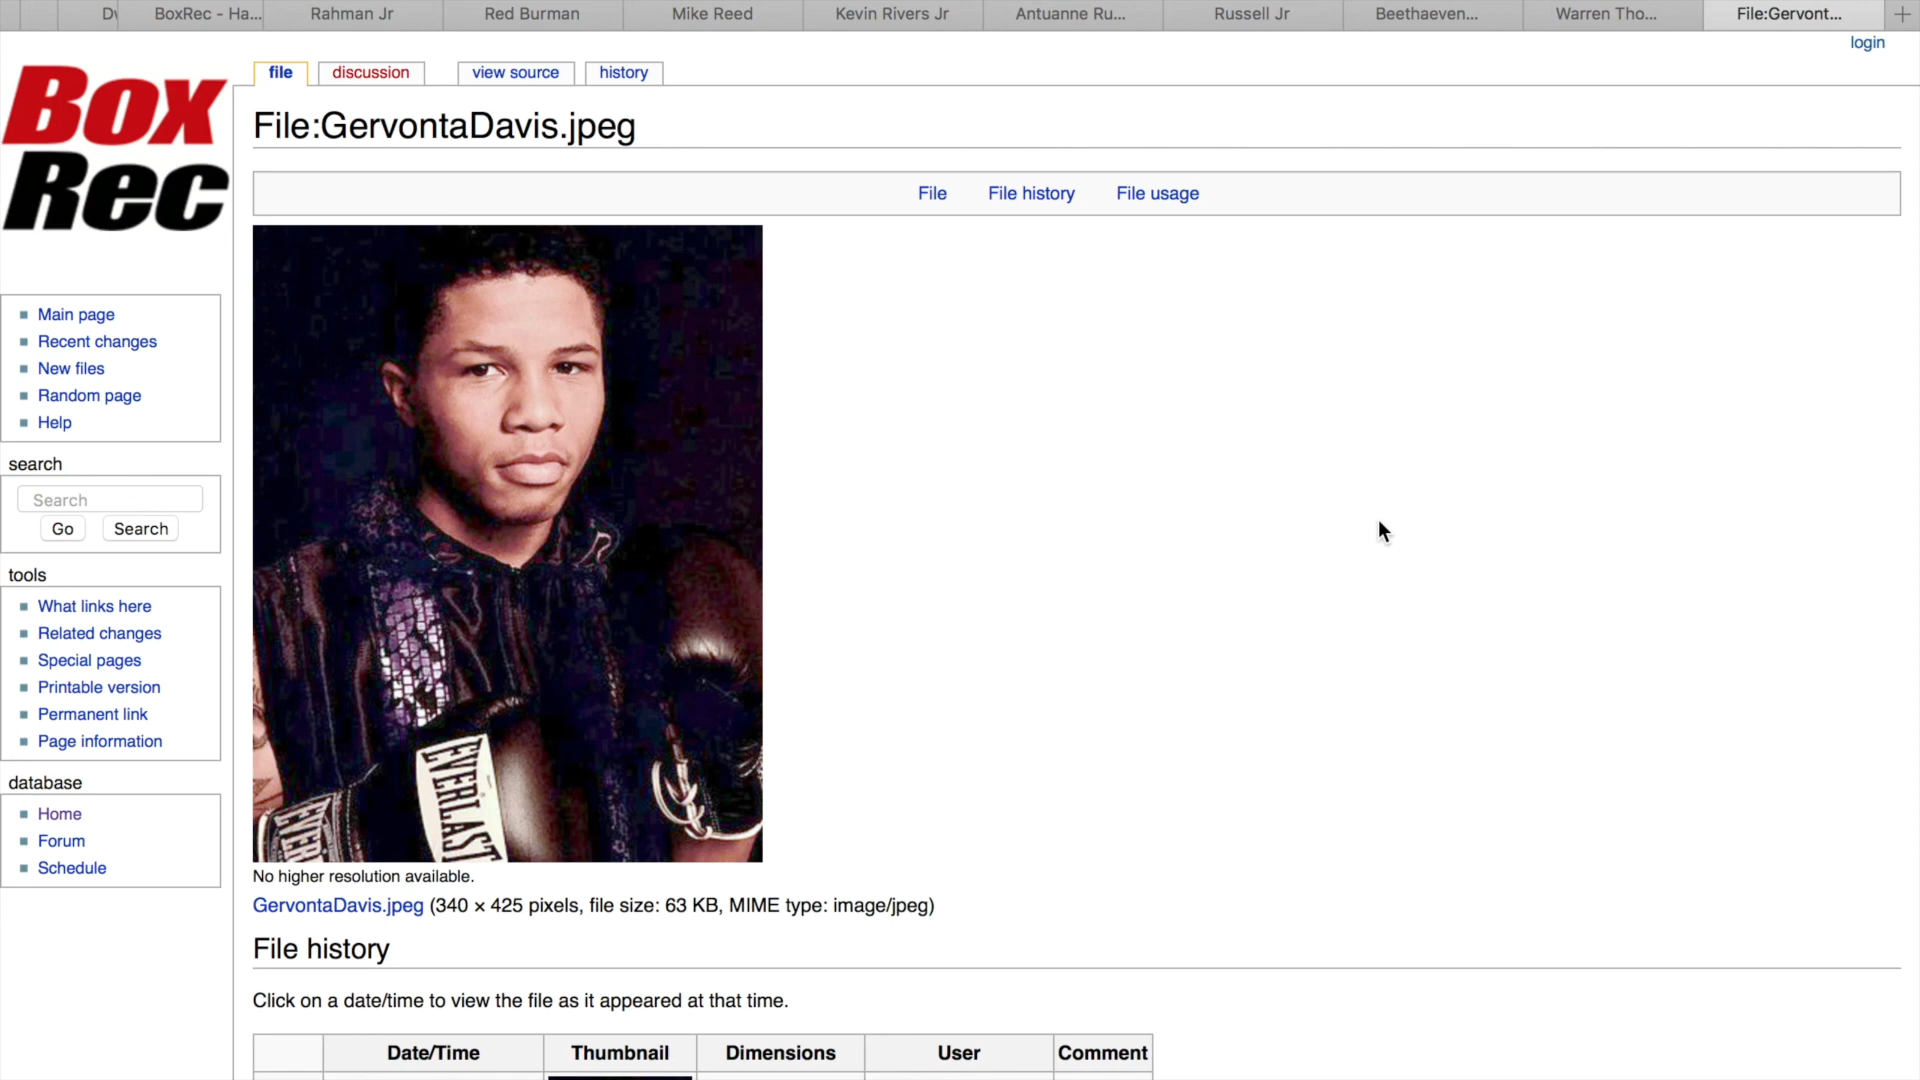 BoxRec - Ha...
Rahman Jr
Red Burman
Mike Reed
Kevin Rivers Jr
Antuanne Ru...
Russell Jr
Beethaeven...
Warren Tho...
File:Gervont...
login
Box
Rec
file
discussion
view source
history
File:GervontaDavis.jpeg
File File history File usage
Main page
Recent changes
New files
Random page
Help
search
Search
Go Search
tools
What links here
Related changes
Special pages
Printable version
Permanent link
Page information
database
Home
Forum
Schedule
EVERLAST
EVER
No higher resolution available.
GervontaDavis.jpeg (340 × 425 pixels, file size: 63 KB, MIME type: image/jpeg)
File history
Click on a date/time to view the file as it appeared at that time.
Date/Time Thumbnail Dimensions User Comment